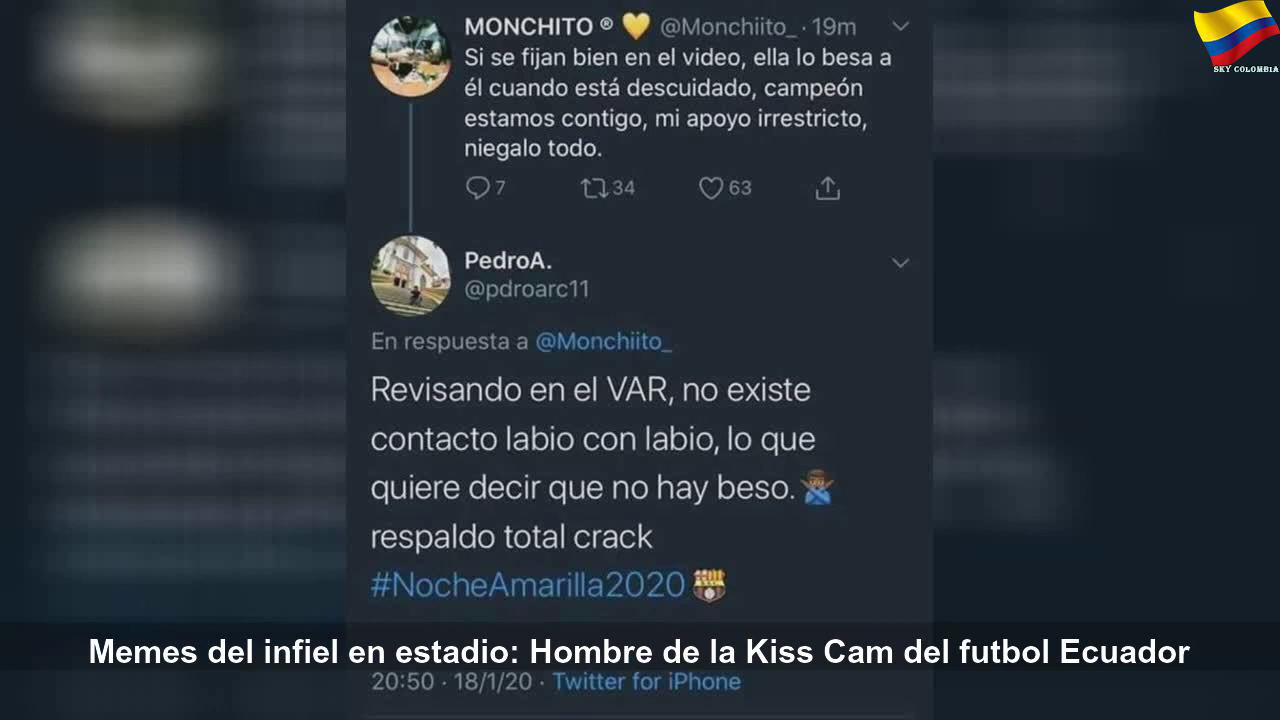 MONCHITO ® 💛 @Monchiito_ · 19m
Si se fijan bien en el video, ella lo besa a
él cuando está descuidado, campeón
estamos contigo, mi apoyo irrestricto,
niegalo todo.
7 34 63
PedroA.
@pdroarc11
En respuesta a @Monchiito_
Revisando en el VAR, no existe
contacto labio con labio, lo que
quiere decir que no hay beso. 🙅🏾‍♂️
respaldo total crack
#NocheAmarilla2020
Memes del infiel en estadio: Hombre de la Kiss Cam del futbol Ecuador
20:50 · 18/1/20 · Twitter for iPhone
SKY COLOMBIA